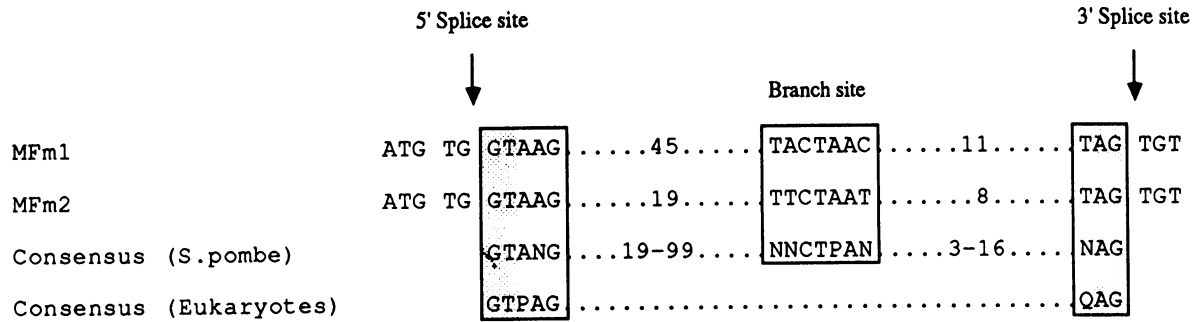 5' Splice site
3' Splice site
Branch site
MFm1 ATG TG GTAAG ......45...... TACTAAC ......11....... TAG TGT
MFm2 ATG TG GTAAG ......19...... TTCTAAT .......8....... TAG TGT
Consensus (S.pombe) GTANG ....19-99..... NNCTPAN .....3-16...... NAG
Consensus (Eukaryotes) GTPAG ........................................ QAG